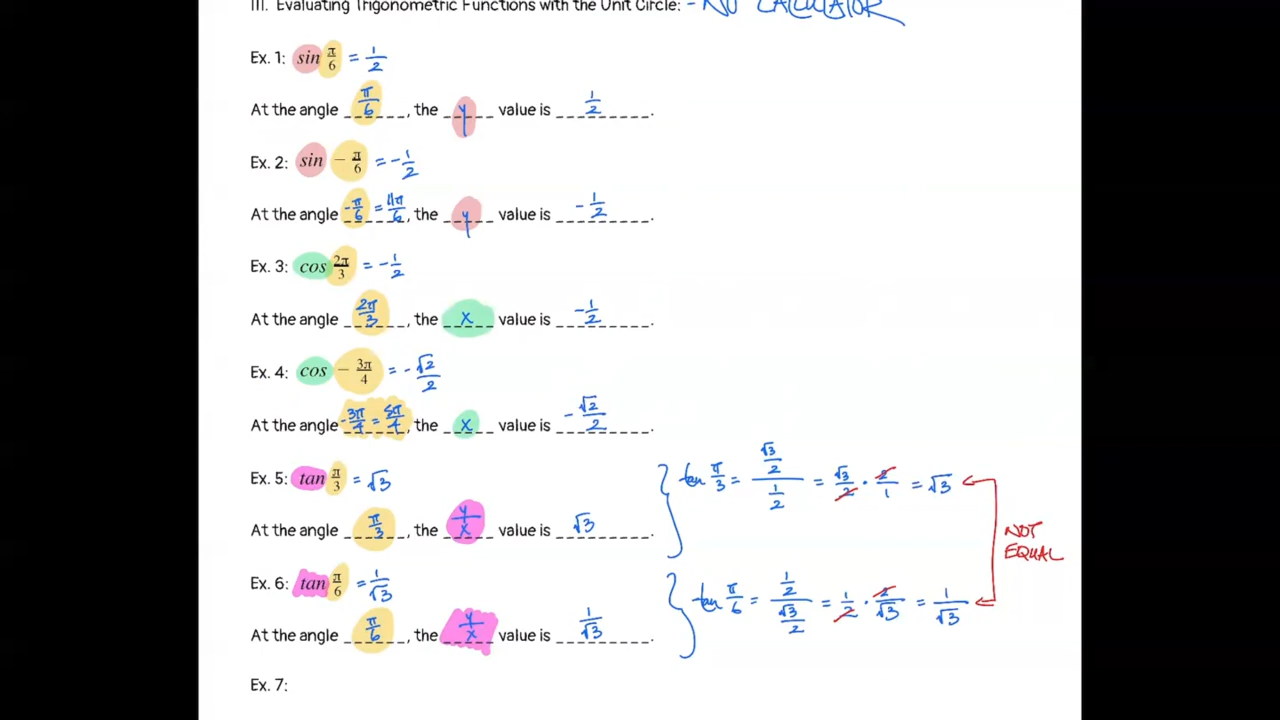 III. Evaluating Trigonometric Functions with the Unit Circle: - NO CALCULATOR
Ex. 1: sin π/6 = 1/2
At the angle π/6, the y value is 1/2.
Ex. 2: sin - π/6 = -1/2
At the angle -π/6 = 11π/6, the y value is -1/2.
Ex. 3: cos 2π/3 = -1/2
At the angle 2π/3, the x value is -1/2.
Ex. 4: cos - 3π/4 = -√2/2
At the angle -3π/4 = 5π/4, the x value is -√2/2.
Ex. 5: tan π/3 = √3
tan π/3 = (√3/2)/(1/2) = √3/2 · 2/1 = √3
At the angle π/3, the y/x value is √3.
NOT
EQUAL
Ex. 6: tan π/6 = 1/√3
tan π/6 = (1/2)/(√3/2) = 1/2 · 2/√3 = 1/√3
At the angle π/6, the y/x value is 1/√3.
Ex. 7: